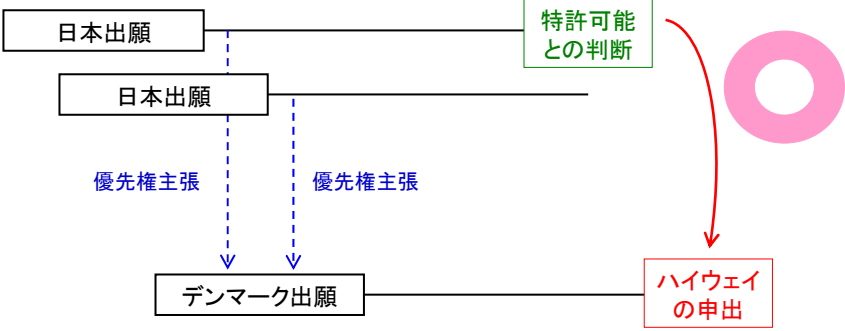 日本出願
特許可能
との判断
日本出願
優先権主張
優先権主張
デンマーク出願
ハイウェイ
の申出